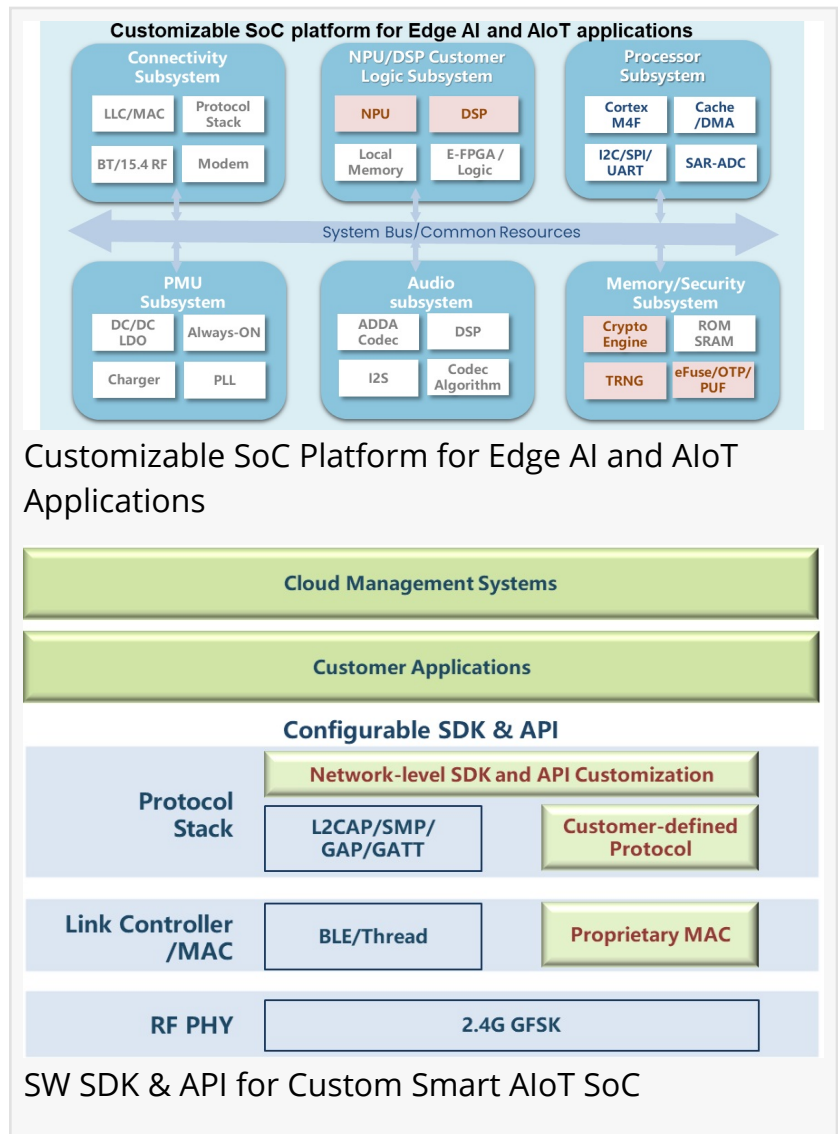 Customizable SoC platform for Edge AI and AIoT applications
Connectivity
Subsystem
LLC/MAC
Protocol
Stack
BT/15.4 RF
Modem
NPU/DSP Customer
Logic Subsystem
NPU
DSP
Local
Memory
E-FPGA /
Logic
Processor
Subsystem
Cortex
M4F
Cache
/DMA
I2C/SPI/
UART
SAR-ADC
System Bus/Common Resources
PMU
Subsystem
DC/DC
LDO
Always-ON
Charger
PLL
Audio
subsystem
ADDA
Codec
DSP
I2S
Codec
Algorithm
Memory/Security
Subsystem
Crypto
Engine
ROM
SRAM
TRNG
eFuse/OTP/
PUF
Customizable SoC Platform for Edge AI and AIoT
Applications
Cloud Management Systems
Customer Applications
Configurable SDK & API
Protocol
Stack
Network-level SDK and API Customization
L2CAP/SMP/
GAP/GATT
Customer-defined
Protocol
Link Controller
/MAC
BLE/Thread
Proprietary MAC
RF PHY
2.4G GFSK
SW SDK & API for Custom Smart AIoT SoC